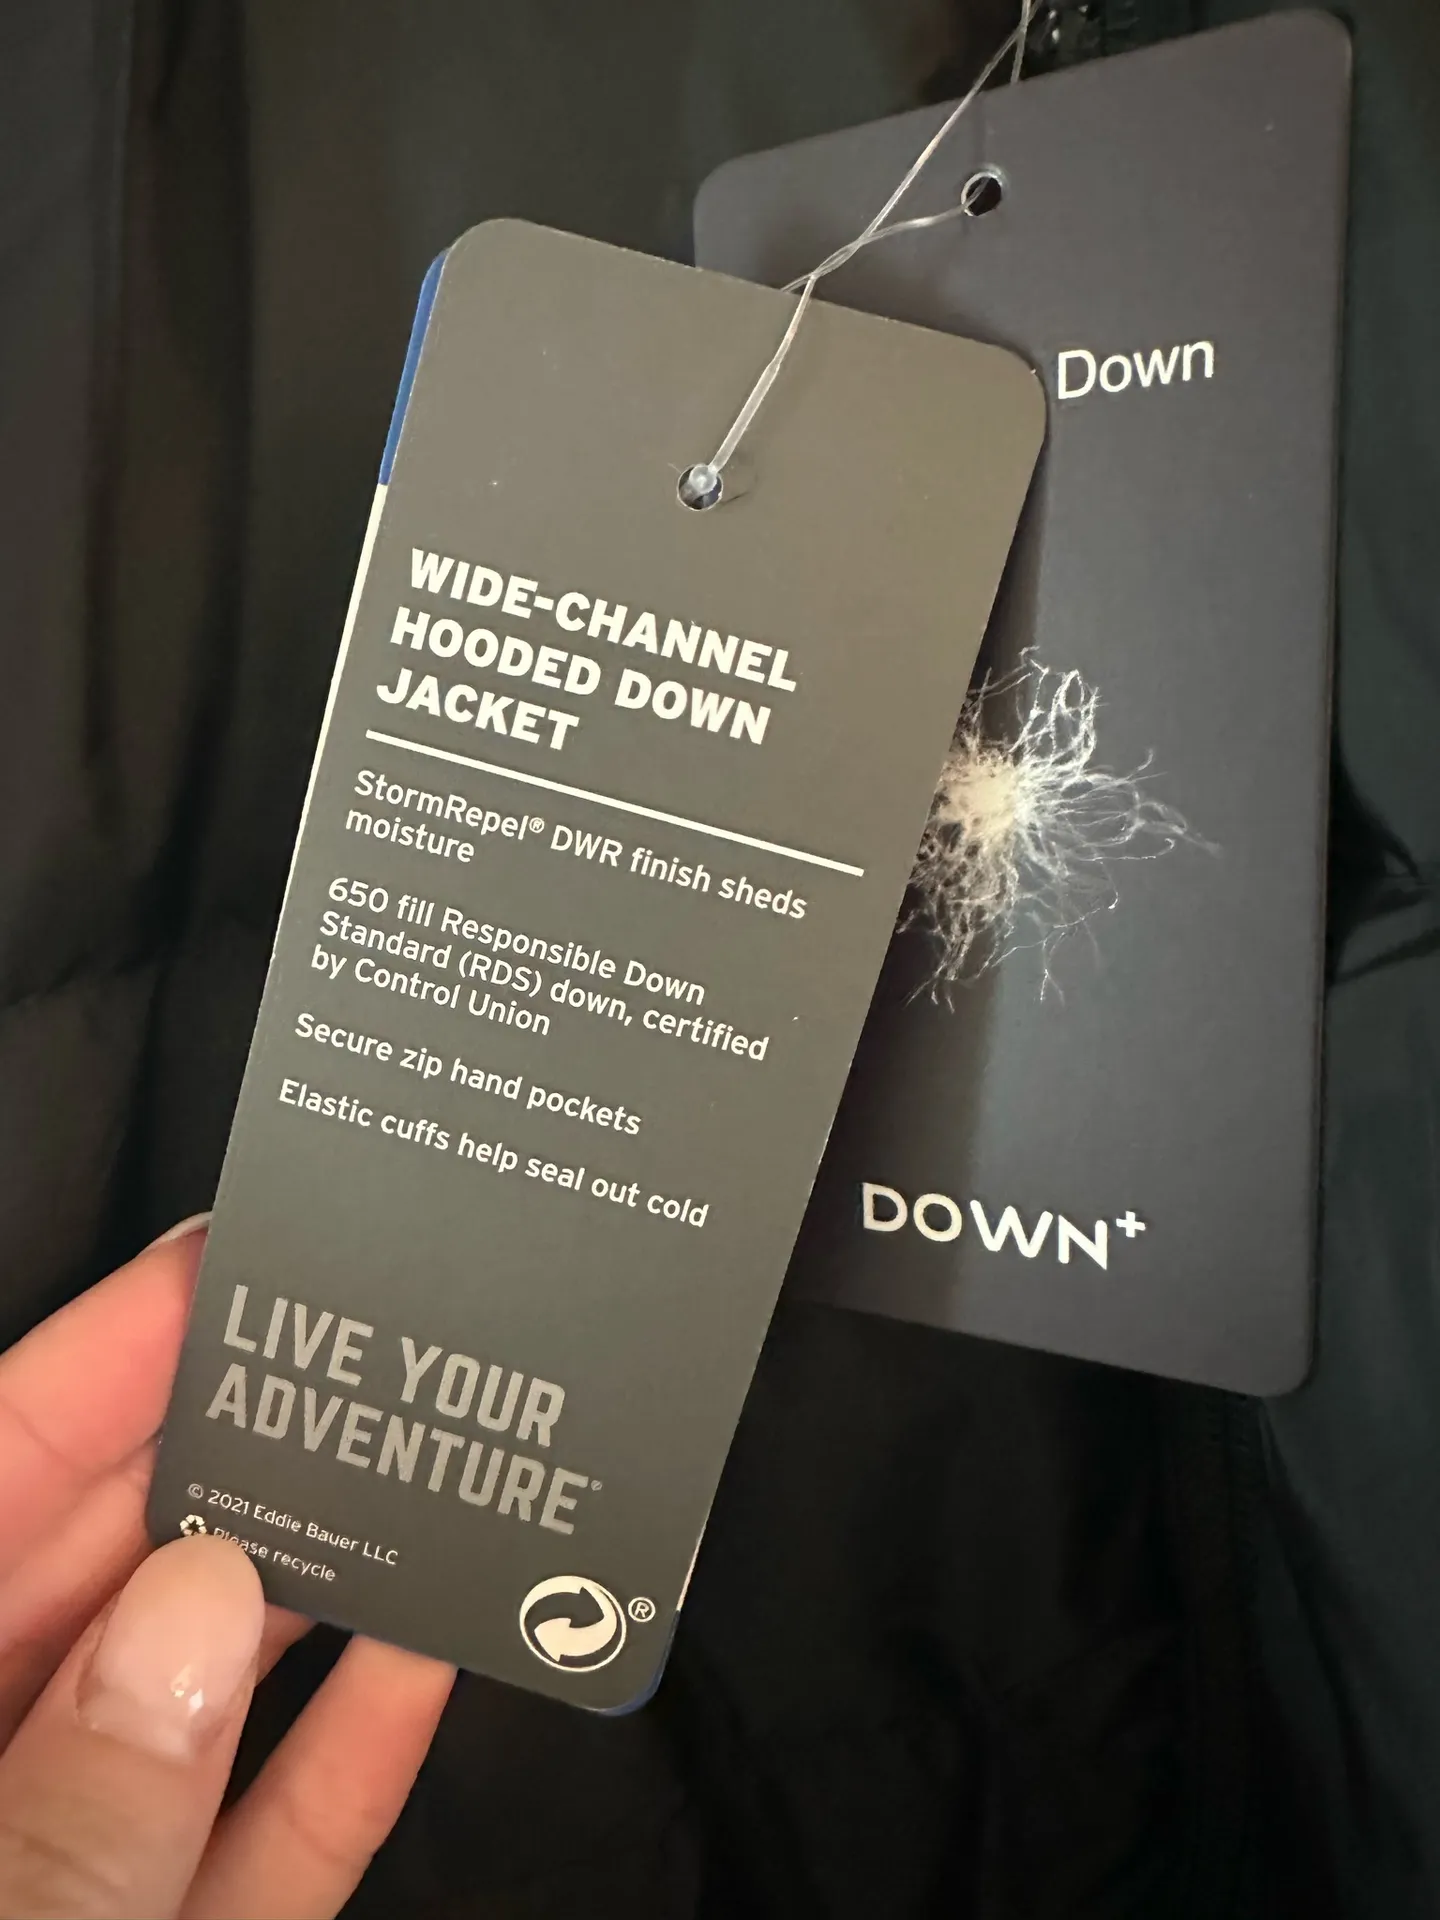 WIDE-CHANNEL
HOODED DOWN
JACKET
StormRepel® DWR finish sheds
moisture
650 fill Responsible Down
Standard (RDS) down, certified
by Control Union
Secure zip hand pockets
Elastic cuffs help seal out cold
LIVE YOUR
ADVENTURE®
© 2021 Eddie Bauer LLC
Please recycle
®
Down
DOWN+